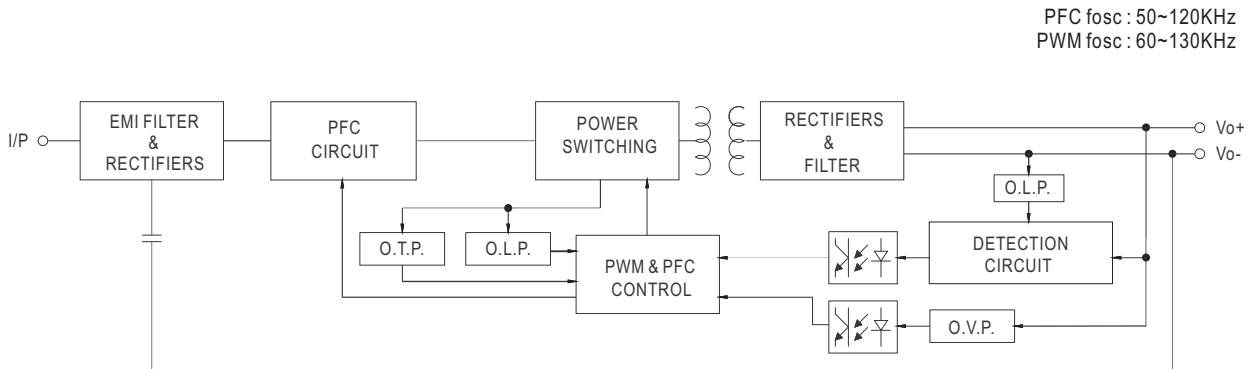 PFC fosc : 50~120KHz
PWM fosc : 60~130KHz
I/P
EMI FILTER
&
RECTIFIERS
PFC
CIRCUIT
POWER
SWITCHING
RECTIFIERS
&
FILTER
Vo+
Vo-
O.L.P.
O.T.P.
O.L.P.
PWM & PFC
CONTROL
DETECTION
CIRCUIT
O.V.P.